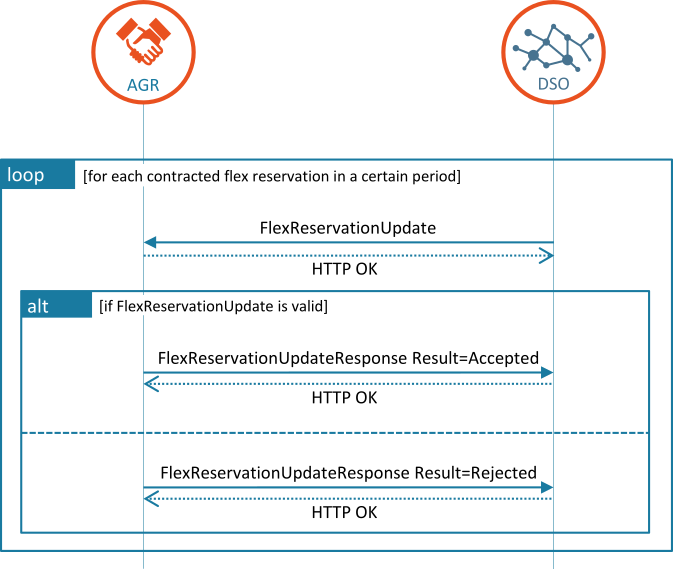 AGR
DSO
loop
[for each contracted flex reservation in a certain period]
FlexReservationUpdate
HTTP OK
alt
[if FlexReservationUpdate is valid]
FlexReservationUpdateResponse Result=Accepted
HTTP OK
FlexReservationUpdateResponse Result=Rejected
HTTP OK